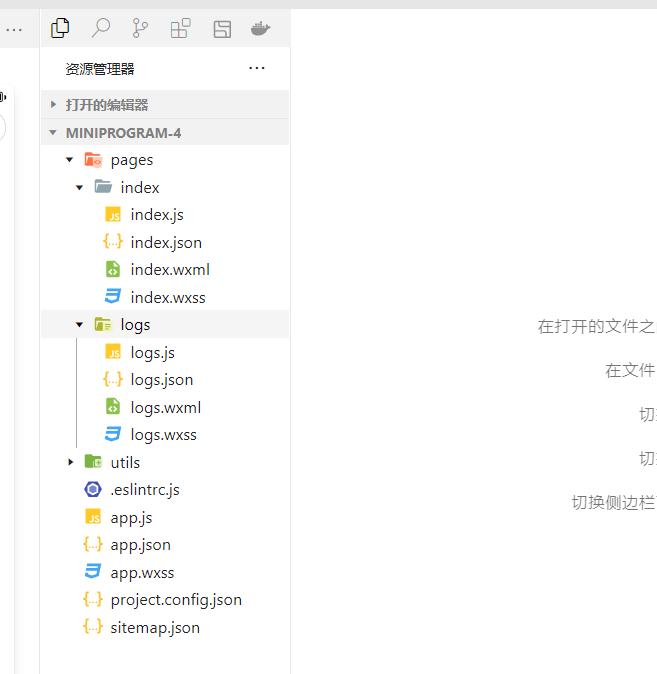 资源管理器
打开的编辑器
MINIPROGRAM-4
pages
index
index.js
index.json
index.wxml
index.wxss
logs
logs.js
logs.json
logs.wxml
logs.wxss
utils
.eslintrc.js
app.js
app.json
app.wxss
project.config.json
sitemap.json
在打开的文件之
在文件
切
切
切换侧边栏